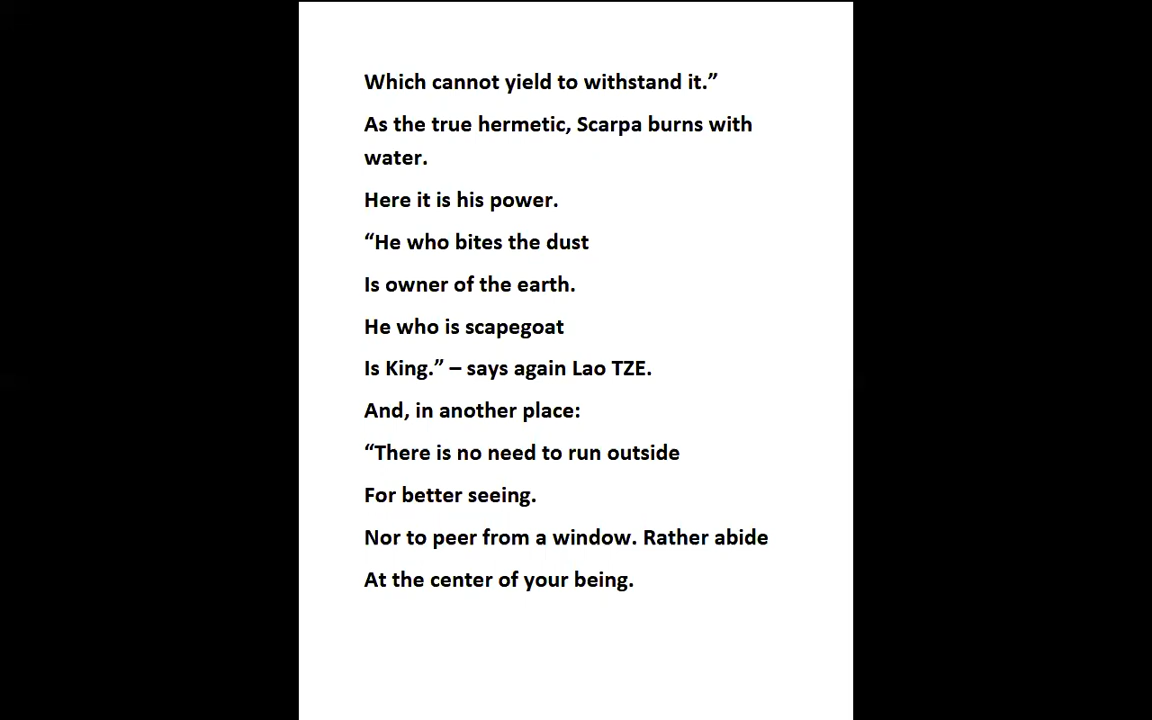 Which cannot yield to withstand it.”
As the true hermetic, Scarpa burns with
water.
Here it is his power.
“He who bites the dust
Is owner of the earth.
He who is scapegoat
Is King.” – says again Lao TZE.
And, in another place:
“There is no need to run outside
For better seeing.
Nor to peer from a window. Rather abide
At the center of your being.